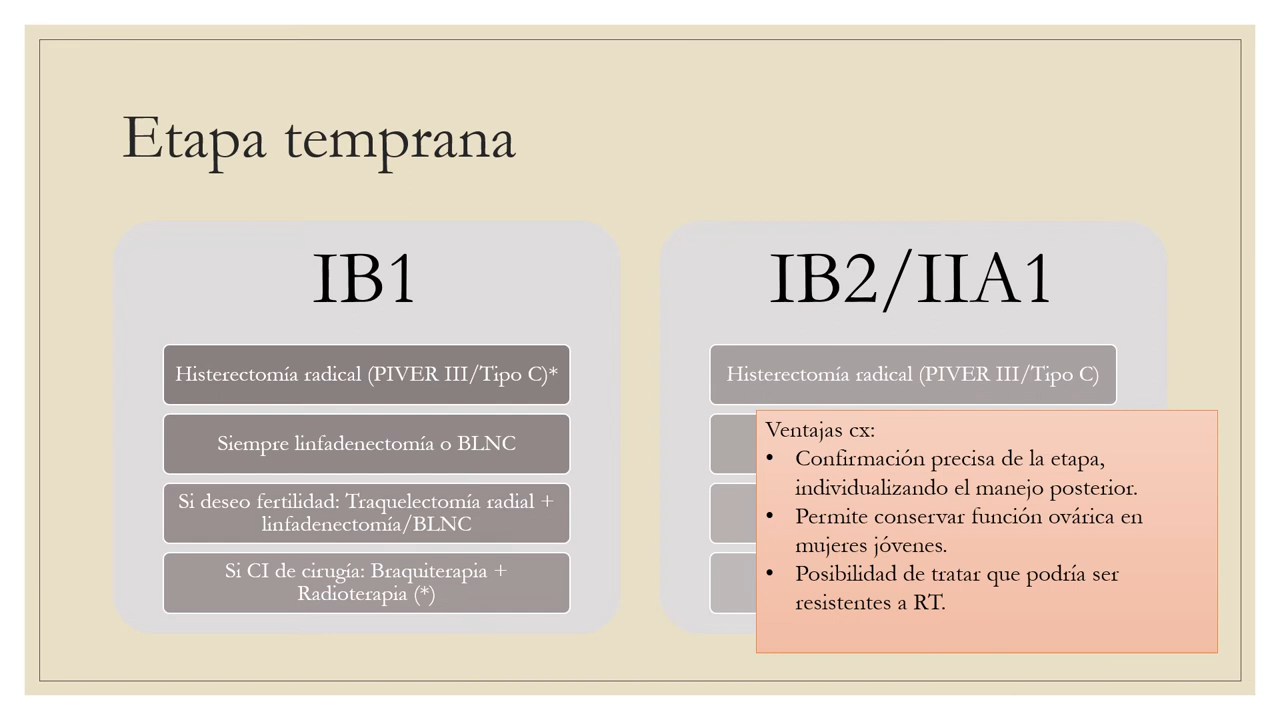 Etapa temprana
IB1
Histerectomía radical (PIVER III/Tipo C)*
Siempre linfadenectomía o BLNC
Si deseo fertilidad: Traquelectomía radial +
linfadenectomía/BLNC
Si CI de cirugía: Braquiterapia +
Radioterapia (*)
IB2/IIA1
Histerectomía radical (PIVER III/Tipo C)
Ventajas cx:
• Confirmación precisa de la etapa,
individualizando el manejo posterior.
• Permite conservar función ovárica en
mujeres jóvenes.
• Posibilidad de tratar que podría ser
resistentes a RT.